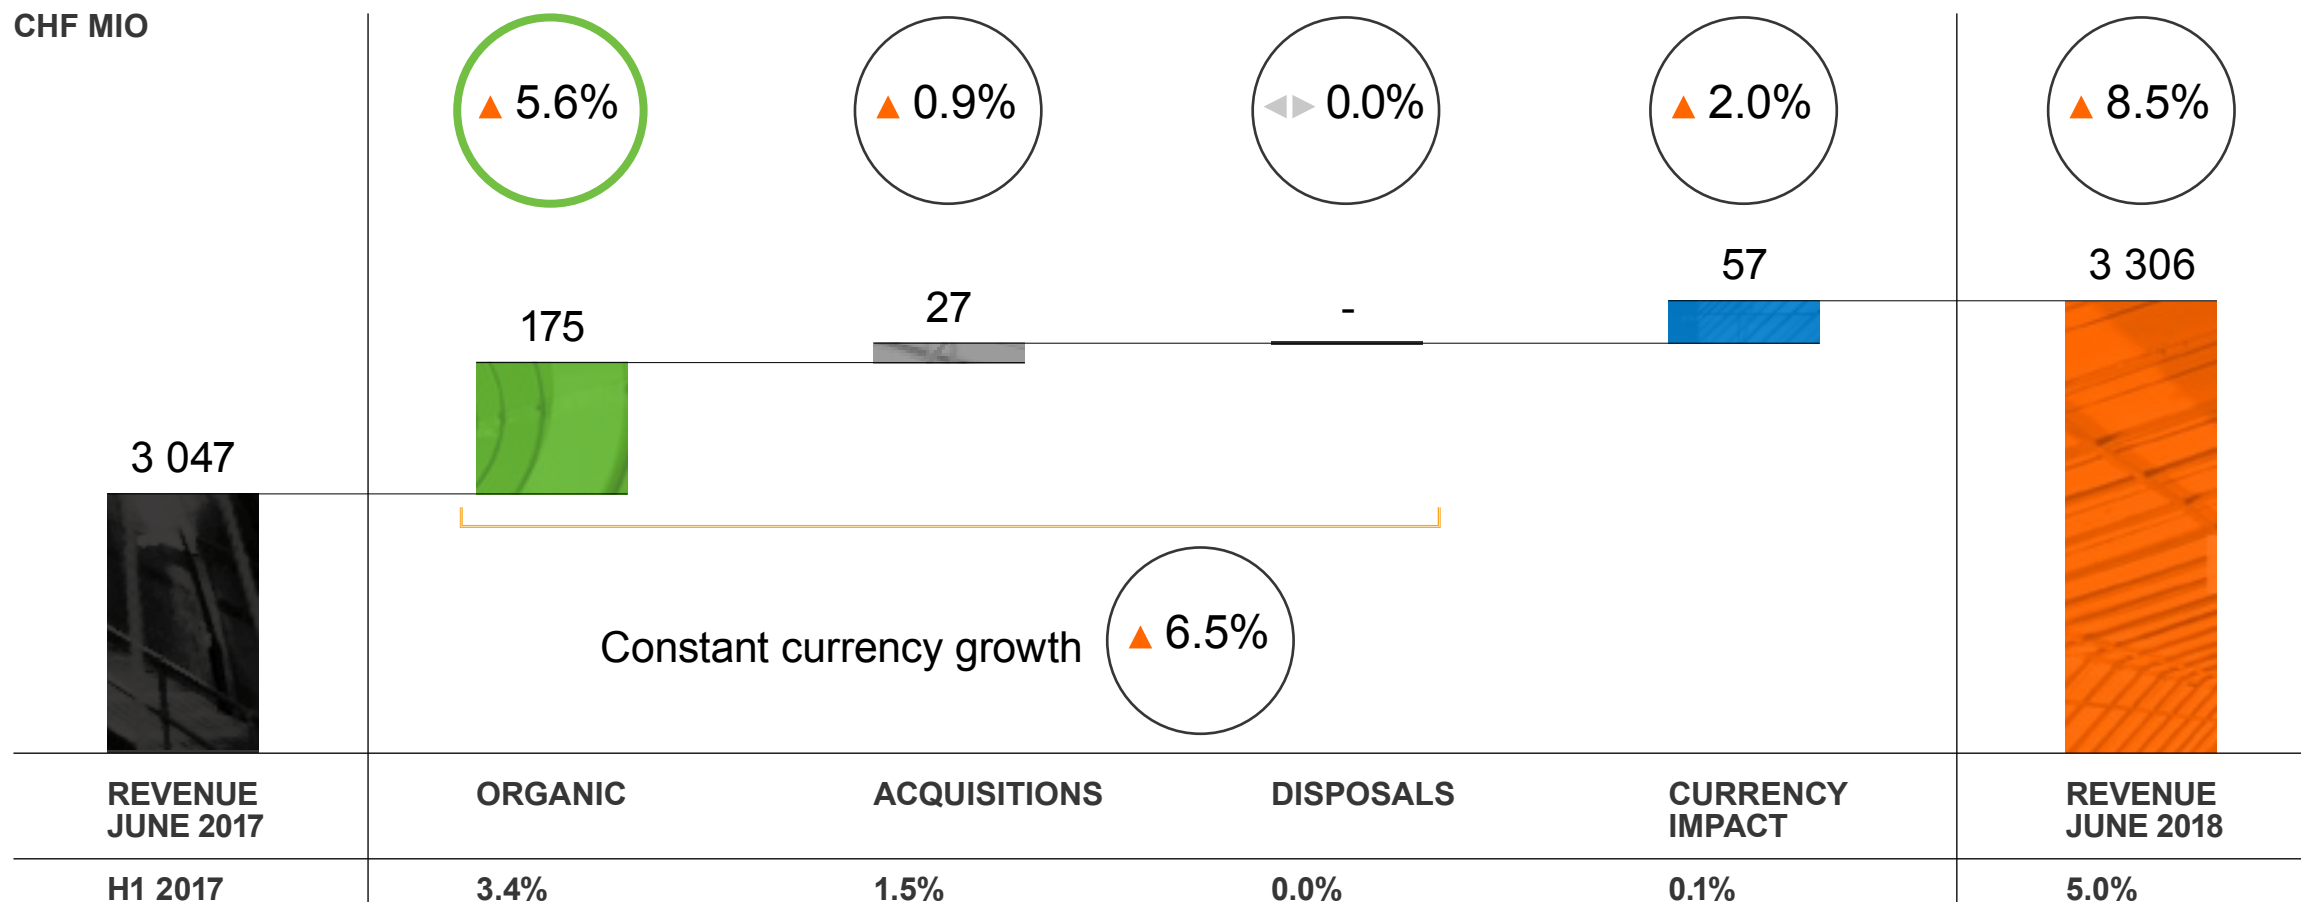 CHF MIO
▲ 5.6%
▲ 0.9%
◀▶ 0.0%
▲ 2.0%
▲ 8.5%
3 047
175
27
-
57
3 306
Constant currency growth ▲ 6.5%
REVENUE
JUNE 2017
ORGANIC
ACQUISITIONS
DISPOSALS
CURRENCY
IMPACT
REVENUE
JUNE 2018
H1 2017 3.4% 1.5% 0.0% 0.1% 5.0%